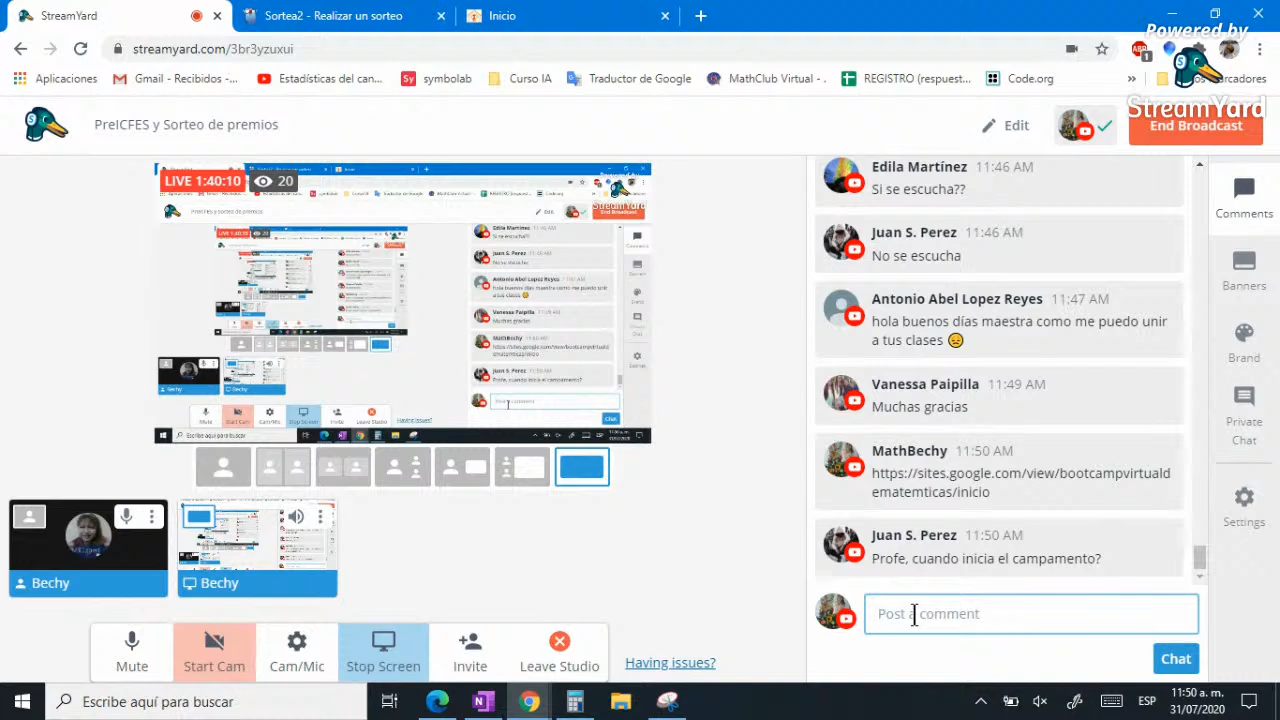 StreamYard
Sortea2 - Realizar un sorteo
Inicio
Powered by
StreamYard
streamyard.com/3br3yzuxui
Aplicaciones
Gmail - Recibidos -...
Estadísticas del can...
symbolab
Curso IA
Traductor de Google
MathClub Virtual -...
REGISTRO (respuest...
Code.org
»
PreICFES y Sorteo de premios
Edit
End Broadcast
LIVE 1:40:10
20
Edila Martínez 11:46 AM
si se escucha??
Juan S. Perez 11:46 AM
No se escucha
Antonio Abel Lopez Reyes 11:47 AM
hola buenos días maestra como me puedo unir
a tus clases
Vanessa Paipilla 11:49 AM
Muchas gracias
MathBechy 11:50 AM
https://sites.google.com/view/bootcampvirtuald
ematemticas/inicio
Juan S. Perez 11:50 AM
Profe, cuando inicia el campamento?
Post a comment
Chat
Comments
Banners
Brand
Private
Chat
Settings
Bechy
Bechy
Mute
Start Cam
Cam/Mic
Stop Screen
Invite
Leave Studio
Having issues?
Escribe aquí para buscar
ESP
11:50 a. m.
31/07/2020